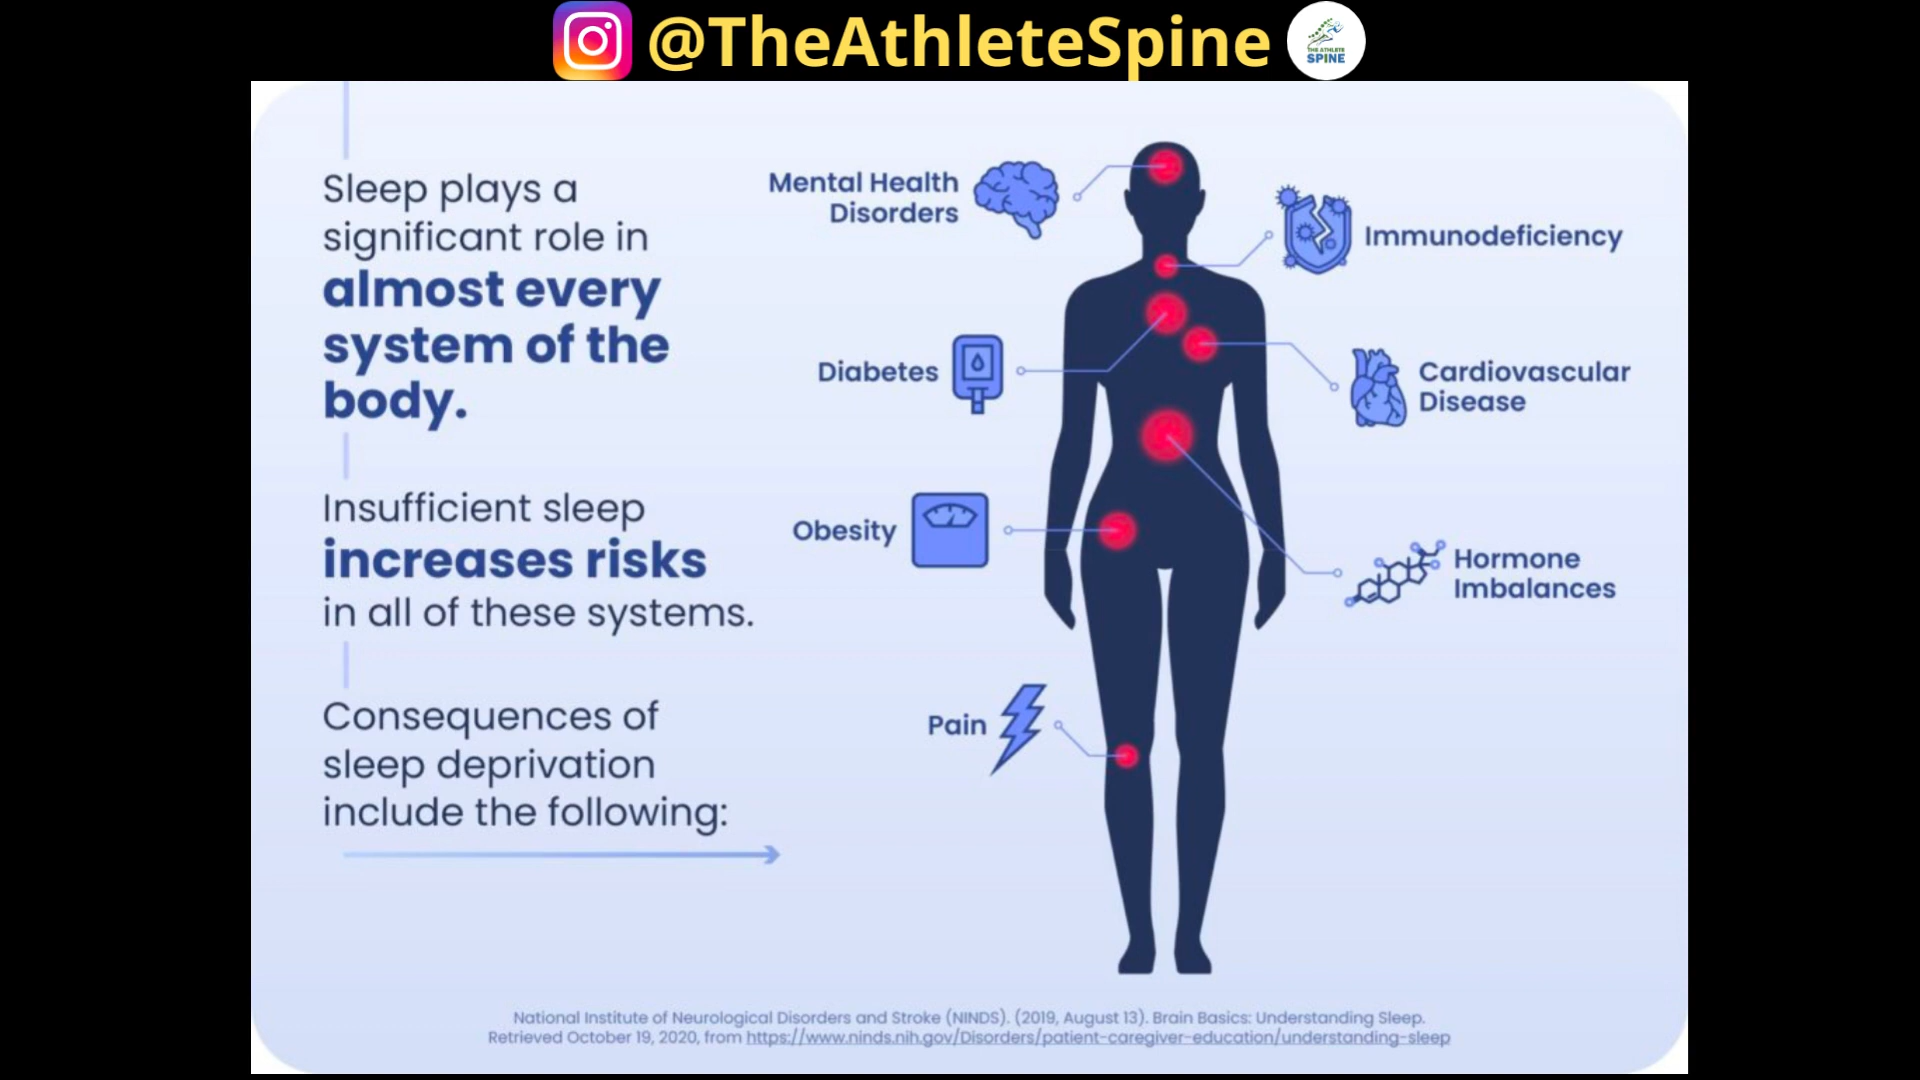 @TheAthleteSpine
THE ATHLETE
SPINE
Sleep plays a
significant role in
almost every
system of the
body.
Insufficient sleep
increases risks
in all of these systems.
Consequences of
sleep deprivation
include the following:
Mental Health
Disorders
Immunodeficiency
Diabetes
Cardiovascular
Disease
Obesity
Hormone
Imbalances
Pain
National Institute of Neurological Disorders and Stroke (NINDS). (2019, August 13). Brain Basics: Understanding Sleep.
Retrieved October 19, 2020, from https://www.ninds.nih.gov/Disorders/patient-caregiver-education/understanding-sleep